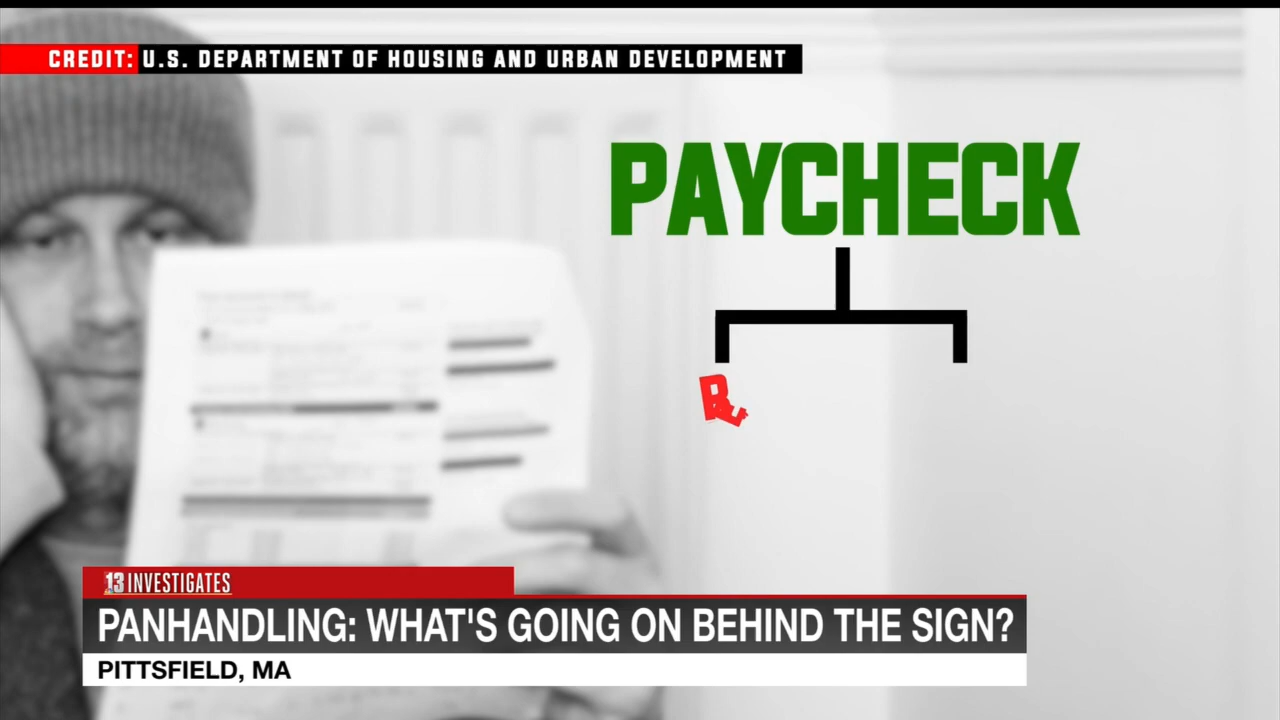 CREDIT: U.S. DEPARTMENT OF HOUSING AND URBAN DEVELOPMENT
PAYCHECK
13 INVESTIGATES
PANHANDLING: WHAT'S GOING ON BEHIND THE SIGN?
PITTSFIELD, MA